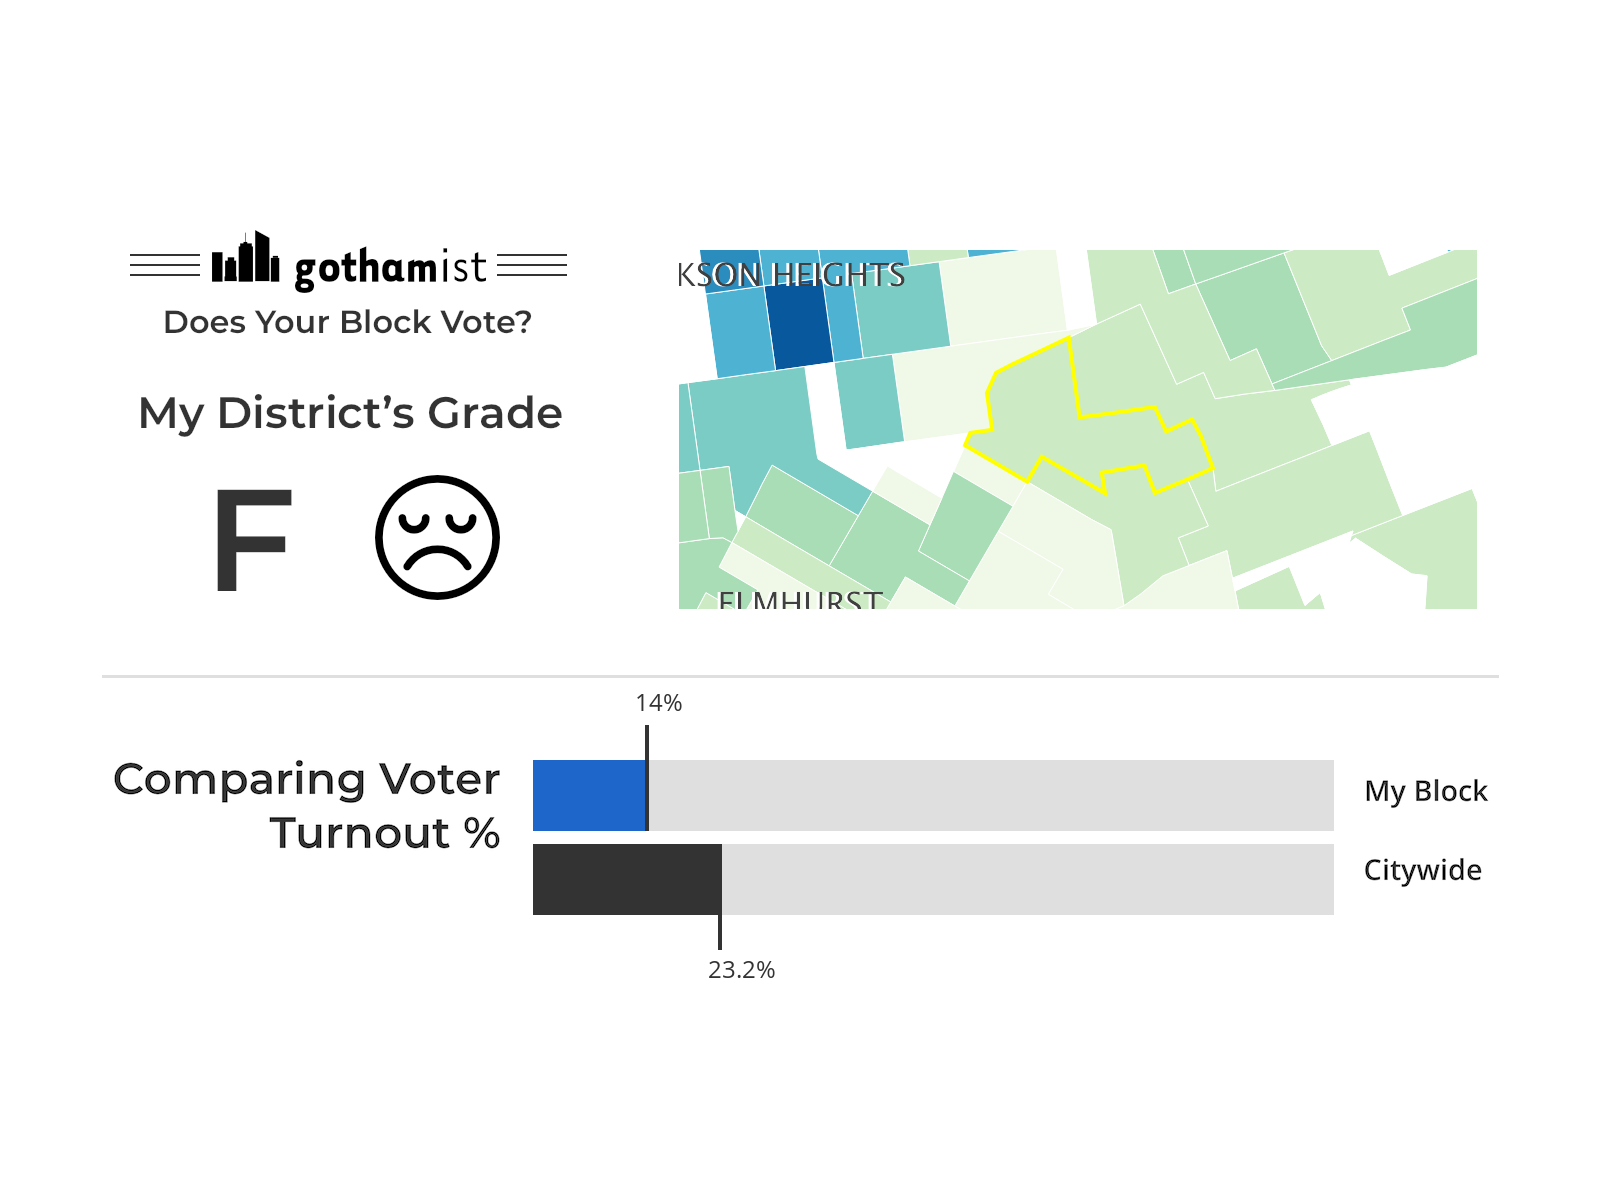 gothamist
Does Your Block Vote?
My District’s Grade
F
KSON HEIGHTS
ELMHURST
14%
Comparing Voter
Turnout %
My Block
Citywide
23.2%